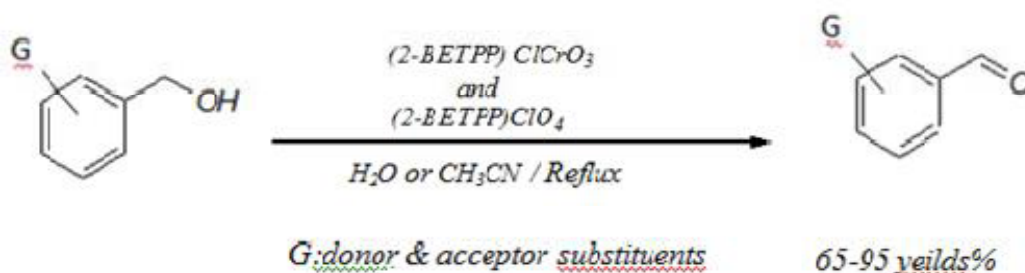 G
OH
(2-BETPP) ClCrO3
and
(2-BETPP)ClO4
H2O or CH3CN / Reflux
G
O
G:donor & acceptor substituents
65-95 yeilds%